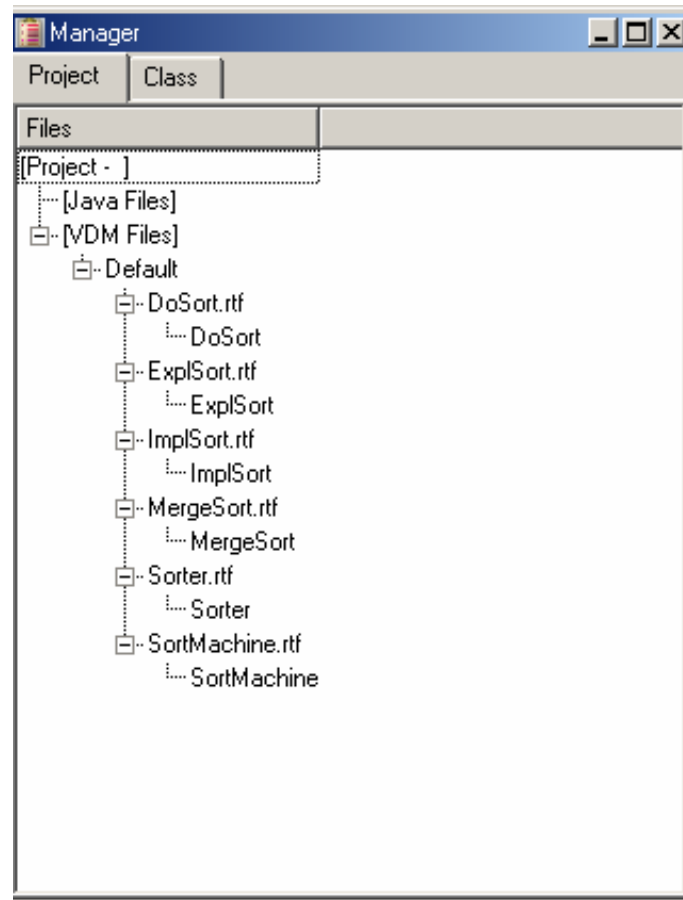 Manager
Project Class
Files
[Project - ]
[Java Files]
[VDM Files]
Default
DoSort.rtf
DoSort
ExplSort.rtf
ExplSort
ImplSort.rtf
ImplSort
MergeSort.rtf
MergeSort
Sorter.rtf
Sorter
SortMachine.rtf
SortMachine